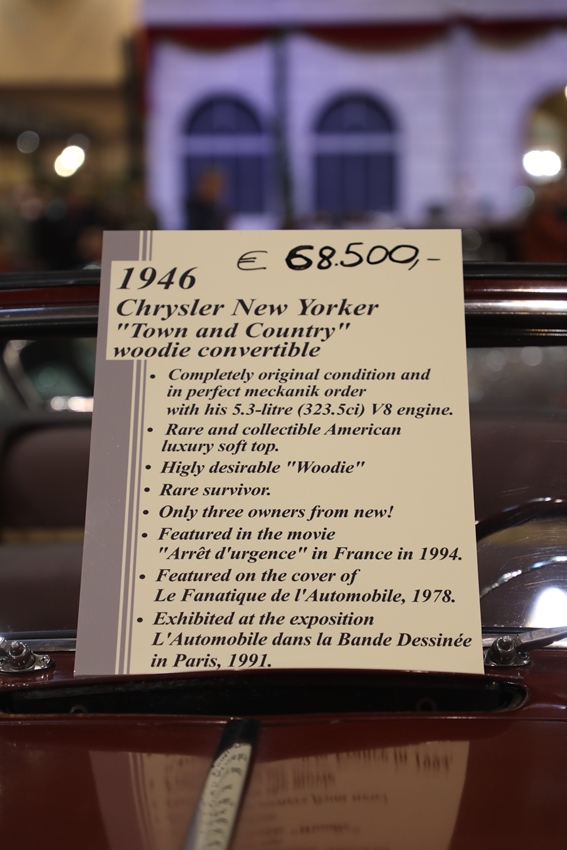 € 68.500,-
1946
Chrysler New Yorker
"Town and Country"
woodie convertible
• Completely original condition and
in perfect meckanik order
with his 5.3-litre (323.5ci) V8 engine.
• Rare and collectible American
luxury soft top.
• Higly desirable "Woodie"
• Rare survivor.
• Only three owners from new!
• Featured in the movie
"Arrêt d'urgence" in France in 1994.
• Featured on the cover of
Le Fanatique de l'Automobile, 1978.
• Exhibited at the exposition
L'Automobile dans la Bande Dessinée
in Paris, 1991.